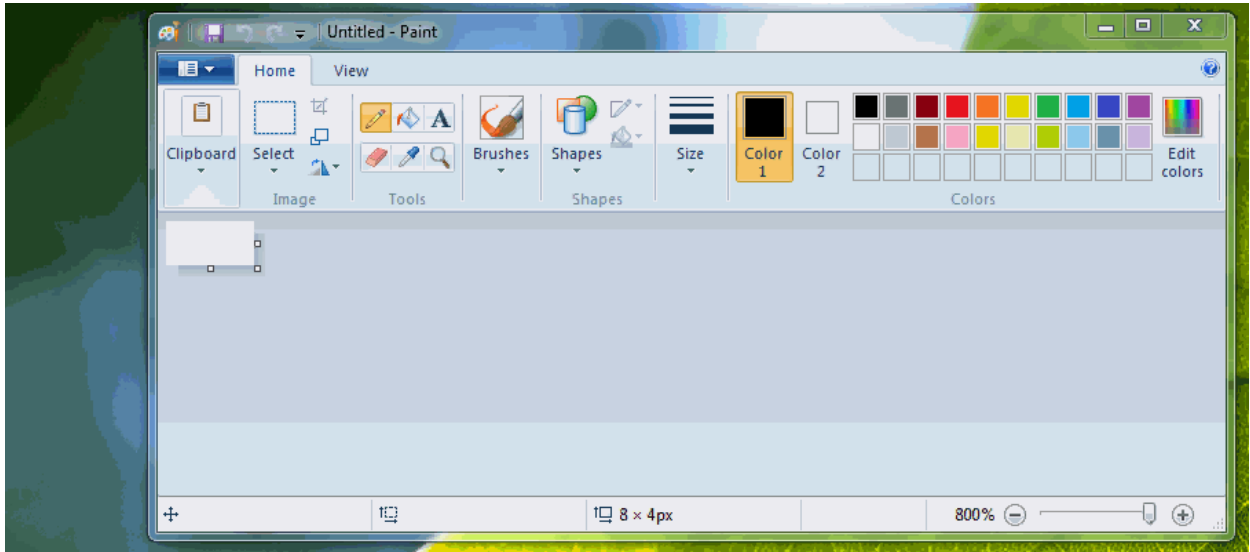 Untitled - Paint
Home View
Clipboard Select A Brushes Shapes Size Color 1 Color 2 Edit colors
Image Tools Shapes Colors
8 × 4px 800%